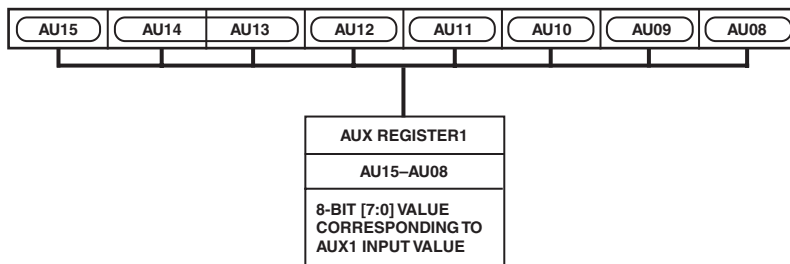 AU15 AU14 AU13 AU12 AU11 AU10 AU09 AU08
AUX REGISTER1
AU15–AU08
8-BIT [7:0] VALUE
CORRESPONDING TO
AUX1 INPUT VALUE